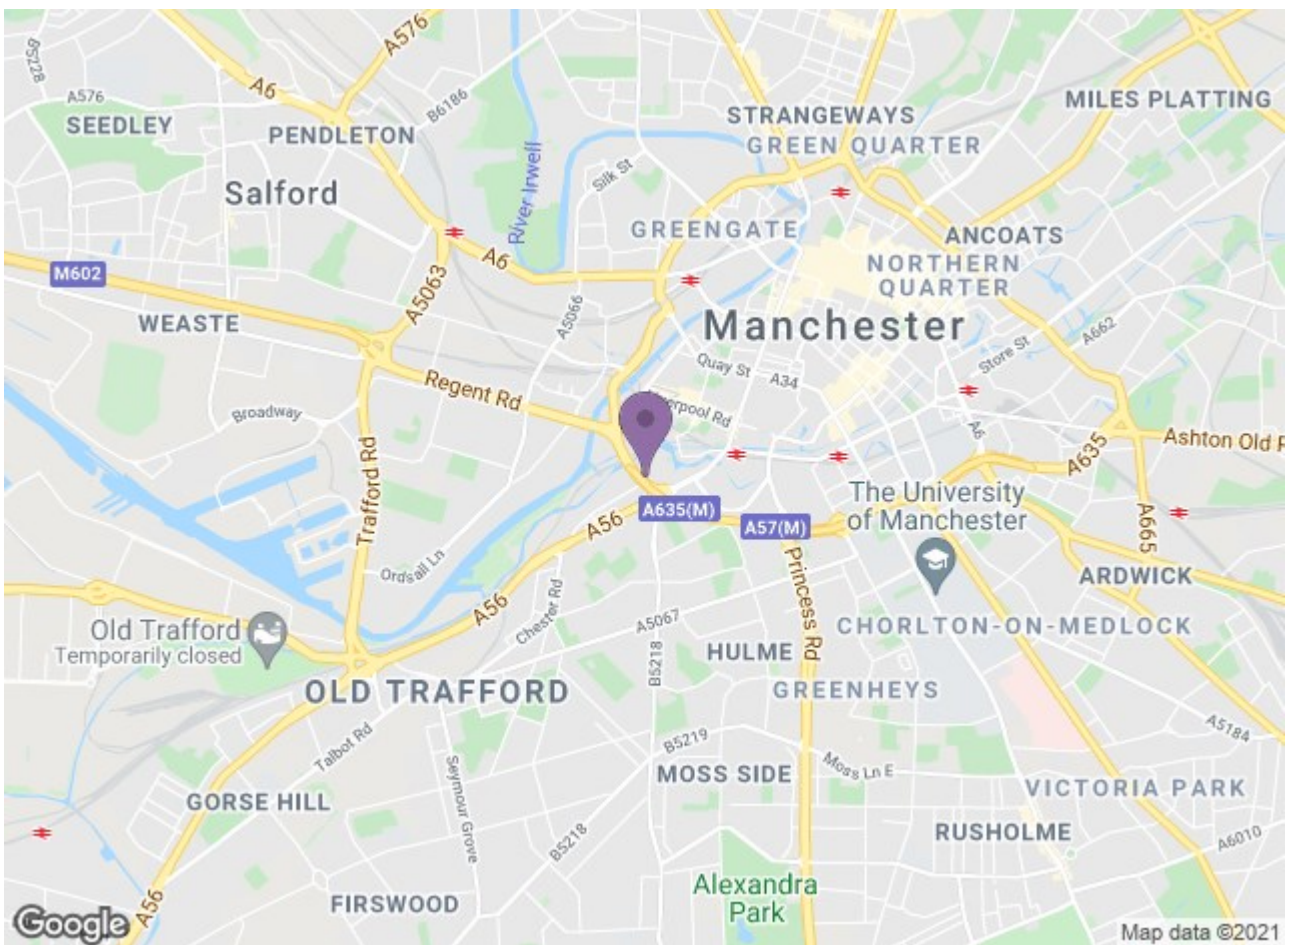 B5228
A576
A6
A576
SEEDLEY
PENDLETON
B6186
STRANGEWAYS
GREEN QUARTER
MILES PLATTING
Salford
River Irwell
Silk St
GREENGATE
ANCOATS
NORTHERN
QUARTER
A6
M602
A5063
WEASTE
A5066
Manchester
A662
Store St
Quay St
A34
Regent Rd
Broadway
Trafford Rd
A6
Ashton Old
A635
The University
of Manchester
A635(M)
A57(M)
A56
A665
Ordsall Ln
ARDWICK
Princess Rd
Chester Rd
A56
A5067
CHORLTON-ON-MEDLOCK
Old Trafford
Temporarily closed
B5218
HULME
OLD TRAFFORD
GREENHEYS
Talbot Rd
B5219
A5184
Moss Ln E
MOSS SIDE
VICTORIA PARK
GORSE HILL
Seymour Grove
B5218
RUSHOLME
A6010
Alexandra
Park
FIRSWOOD
A56
Google
Map data ©2021